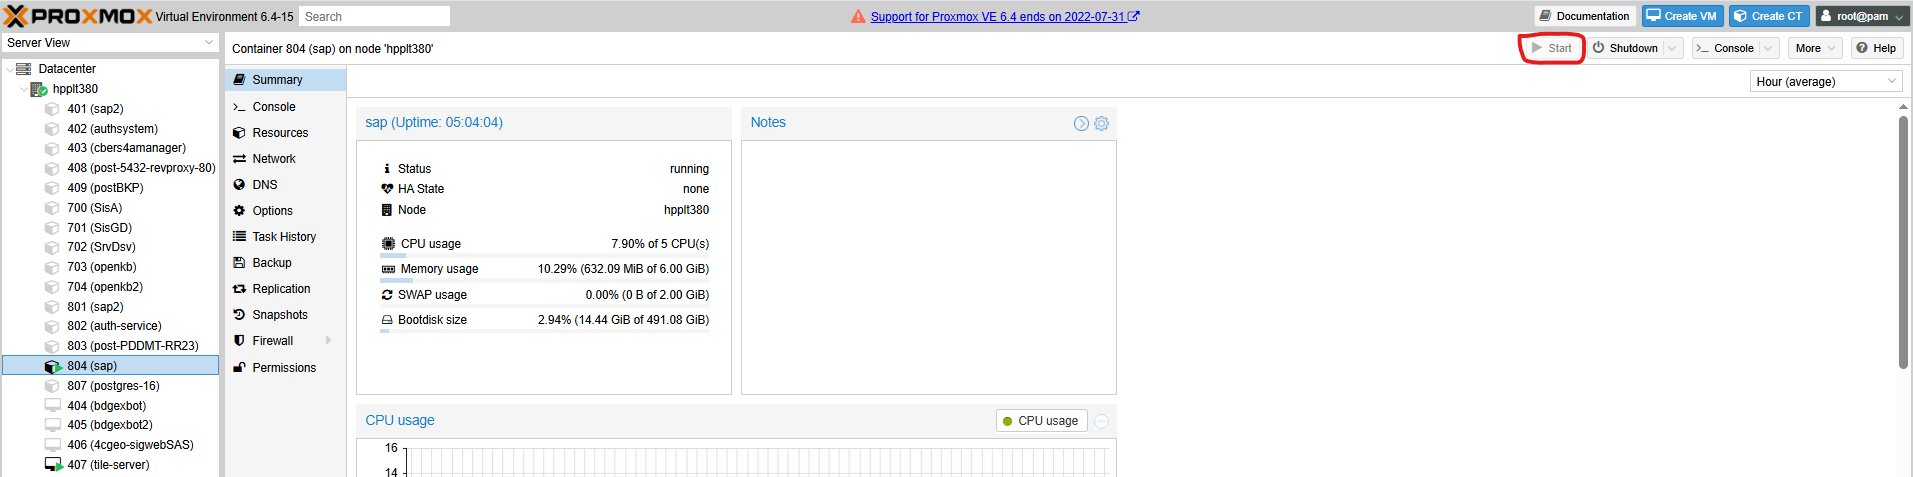 PROXMOX Virtual Environment 6.4-15 Search Support for Proxmox VE 6.4 ends on 2022-07-31 Documentation Create VM Create CT root@pam
Server View
Container 804 (sap) on node 'hpplt380' Start Shutdown Console More Help
Datacenter
hpplt380
401 (sap2)
402 (authsystem)
403 (cbers4amanager)
408 (post-5432-revproxy-80)
409 (postBKP)
700 (SisA)
701 (SisGD)
702 (SrvDsv)
703 (openkb)
704 (openkb2)
801 (sap2)
802 (auth-service)
803 (post-PDDMT-RR23)
804 (sap)
807 (postgres-16)
404 (bdgexbot)
405 (bdgexbot2)
406 (4cgeo-sigwebSAS)
407 (tile-server)
Summary
Console
Resources
Network
DNS
Options
Task History
Backup
Replication
Snapshots
Firewall
Permissions
Hour (average)
sap (Uptime: 05:04:04)
Status running
HA State none
Node hpplt380
CPU usage 7.90% of 5 CPU(s)
Memory usage 10.29% (632.09 MiB of 6.00 GiB)
SWAP usage 0.00% (0 B of 2.00 GiB)
Bootdisk size 2.94% (14.44 GiB of 491.08 GiB)
Notes
CPU usage CPU usage
16
14